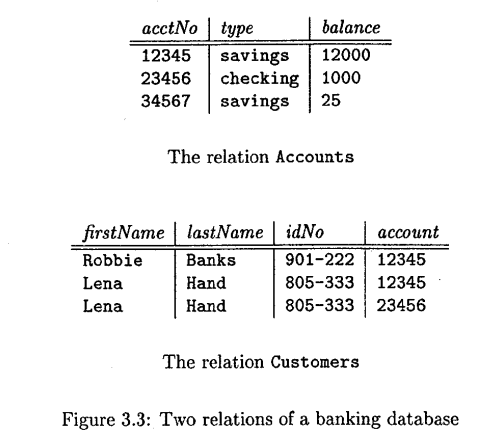 acctNo type balance
12345 savings 12000
23456 checking 1000
34567 savings 25
The relation Accounts
firstName lastName idNo account
Robbie Banks 901-222 12345
Lena Hand 805-333 12345
Lena Hand 805-333 23456
The relation Customers
Figure 3.3: Two relations of a banking database